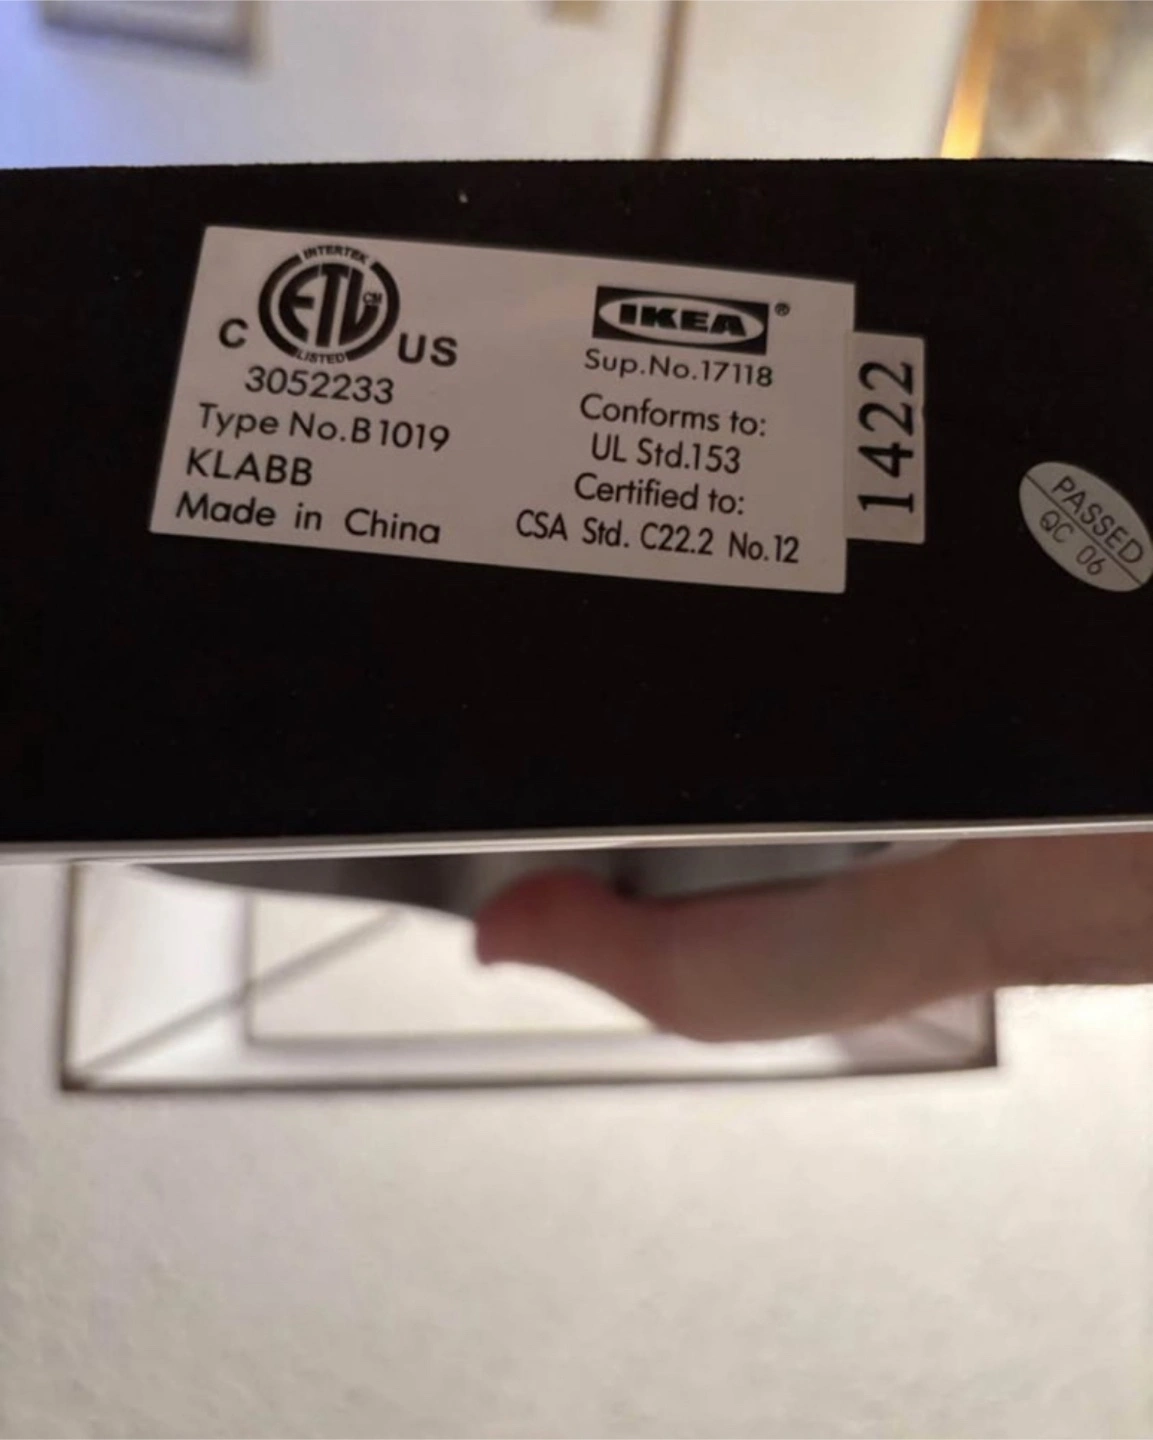 INTERTEK
ETL CM
LISTED
C US
3052233
Type No.B1019
KLABB
Made in China
IKEA ®
Sup.No.17118
Conforms to:
UL Std.153
Certified to:
CSA Std. C22.2 No.12
1422
PASSED
QC 06